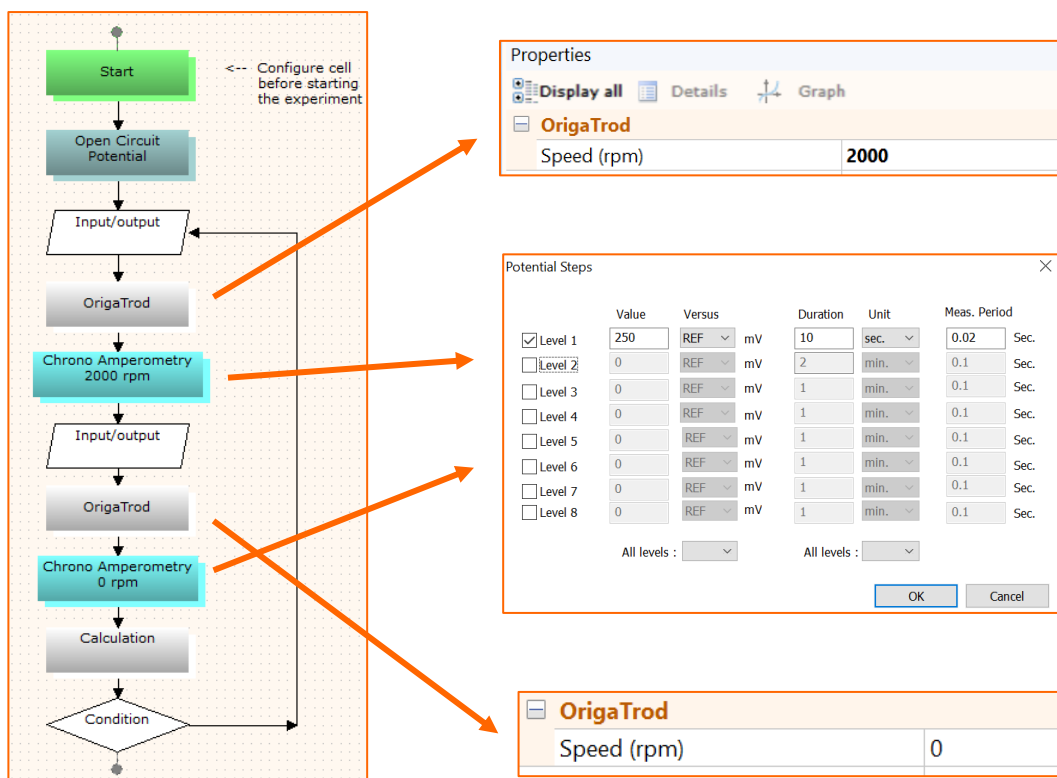 Start
<-- Configure cell
before starting
the experiment
Open Circuit
Potential
Input/output
OrigaTrod
Chrono Amperometry
2000 rpm
Input/output
OrigaTrod
Chrono Amperometry
0 rpm
Calculation
Condition
Properties
Display all Details Graph
OrigaTrod
Speed (rpm) 2000
Potential Steps
Value Versus Duration Unit Meas. Period
Level 1 250 REF mV 10 sec. 0.02 Sec.
Level 2 0 REF mV 2 min. 0.1 Sec.
Level 3 0 REF mV 1 min. 0.1 Sec.
Level 4 0 REF mV 1 min. 0.1 Sec.
Level 5 0 REF mV 1 min. 0.1 Sec.
Level 6 0 REF mV 1 min. 0.1 Sec.
Level 7 0 REF mV 1 min. 0.1 Sec.
Level 8 0 REF mV 1 min. 0.1 Sec.
All levels : All levels :
OK Cancel
OrigaTrod
Speed (rpm) 0